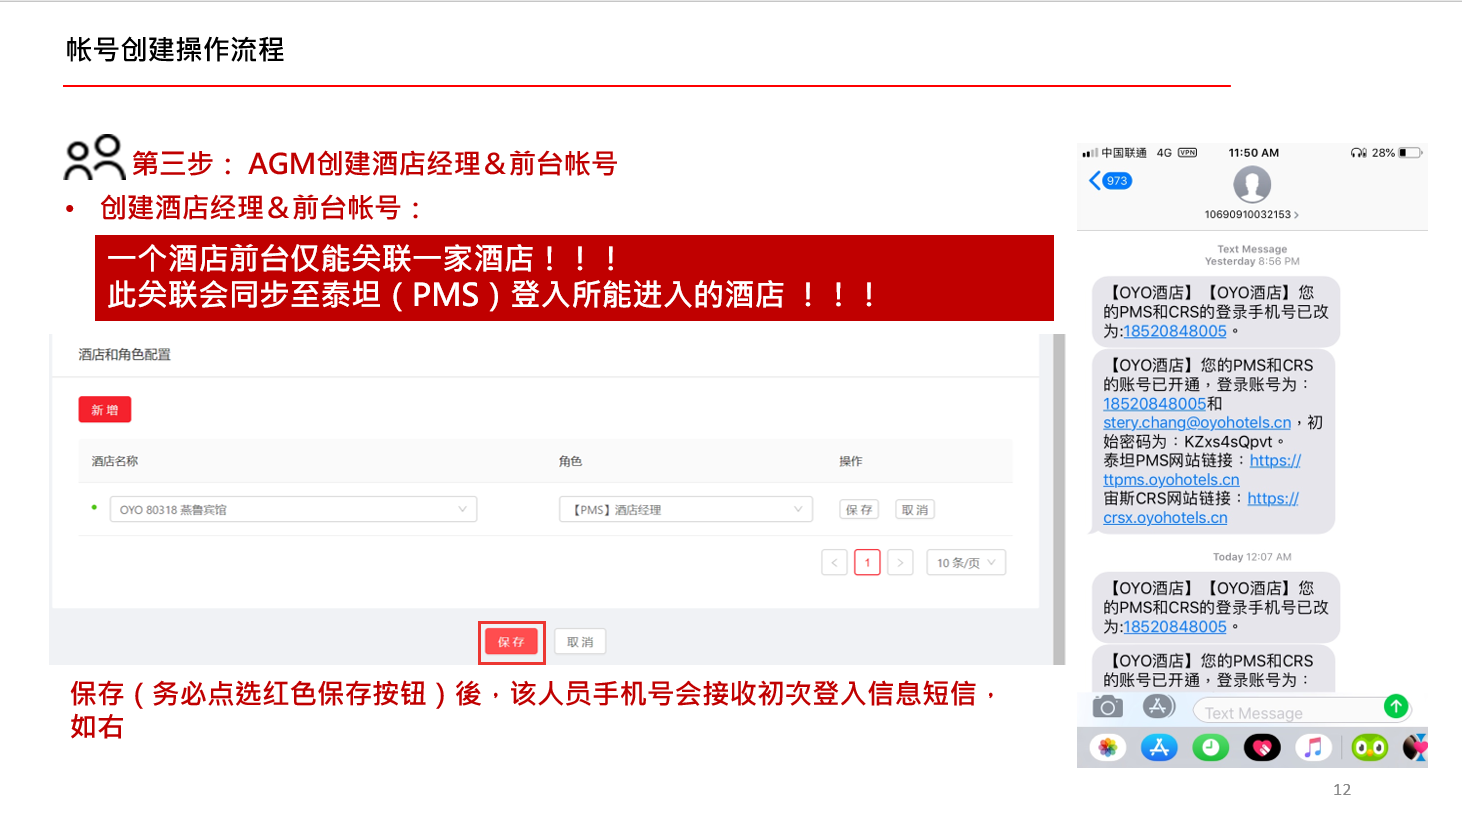 帐号创建操作流程
第三步： AGM创建酒店经理＆前台帐号
• 创建酒店经理＆前台帐号：
一个酒店前台仅能关联一家酒店！！！
此关联会同步至泰坦（PMS）登入所能进入的酒店 ！！！
酒店和角色配置
新 增
酒店名称 角色 操作
OYO 80318 燕鲁宾馆 【PMS】酒店经理 保 存 取 消
< 1 > 10 条/页
保 存 取 消
保存（务必点选红色保存按钮）後，该人员手机号会接收初次登入信息短信，
如右
中国联通 4G VPN 11:50 AM 28%
973
10690910032153 >
Text Message
Yesterday 8:56 PM
【OYO酒店】【OYO酒店】您
的PMS和CRS的登录手机号已改
为:18520848005。
【OYO酒店】您的PMS和CRS
的账号已开通，登录账号为：
18520848005和
stery.chang@oyohotels.cn，初
始密码为：KZxs4sQpvt。
泰坦PMS网站链接：https://
ttpms.oyohotels.cn
宙斯CRS网站链接：https://
crsx.oyohotels.cn
Today 12:07 AM
【OYO酒店】【OYO酒店】您
的PMS和CRS的登录手机号已改
为:18520848005。
【OYO酒店】您的PMS和CRS
的账号已开通，登录账号为：
Text Message
12